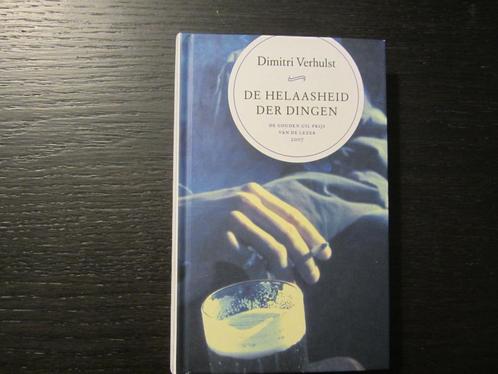 Dimitri Verhulst
DE HELAASHEID
DER DINGEN
DE GOUDEN UIL PRIJS
VAN DE LEZER
2007